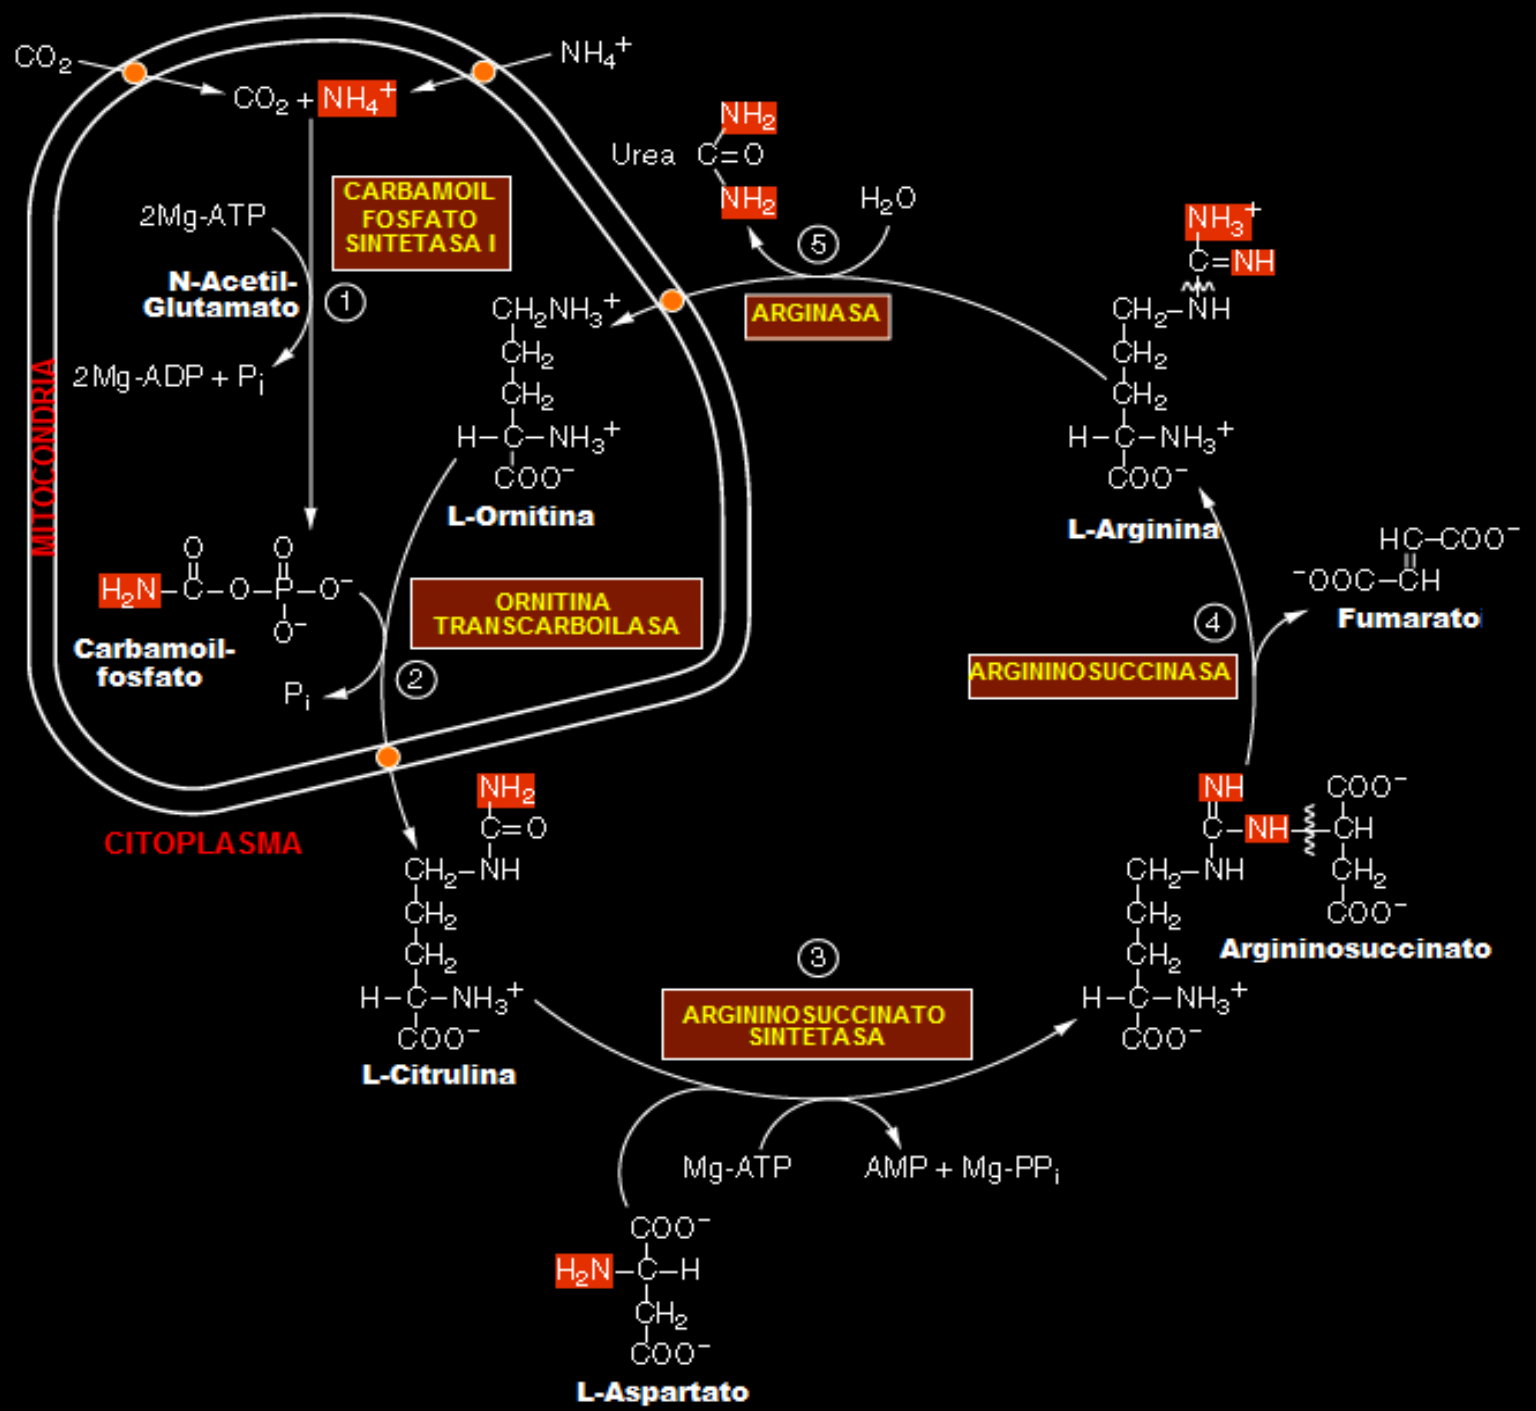 CO2
NH4+
CO2 + NH4+
2Mg-ATP
CARBAMOIL
FOSFATO
SINTETASA I
N-Acetil-
Glutamato
1
2Mg-ADP + Pi
MITOCONDRIA
CH2NH3+
CH2
CH2
H–C–NH3+
COO−
L-Ornitina
O O
H2N–C–O–P–O−
O−
Carbamoil-
fosfato
ORNITINA
TRANSCARBOILASA
2
Pi
CITOPLASMA
NH2
C=O
CH2–NH
CH2
CH2
H–C–NH3+
COO−
L-Citrulina
3
ARGININOSUCCINATO
SINTETASA
Mg-ATP
AMP + Mg-PPi
COO−
H2N–C–H
CH2
COO−
L-Aspartato
NH COO−
C–NH–CH
CH2–NH CH2
CH2 COO−
CH2
H–C–NH3+
COO−
Argininosuccinato
4
ARGININOSUCCINASA
HC–COO−
−OOC–CH
Fumarato
NH3+
C=NH
CH2–NH
CH2
CH2
H–C–NH3+
COO−
L-Arginina
5
ARGINASA
H2O
NH2
Urea C=O
NH2